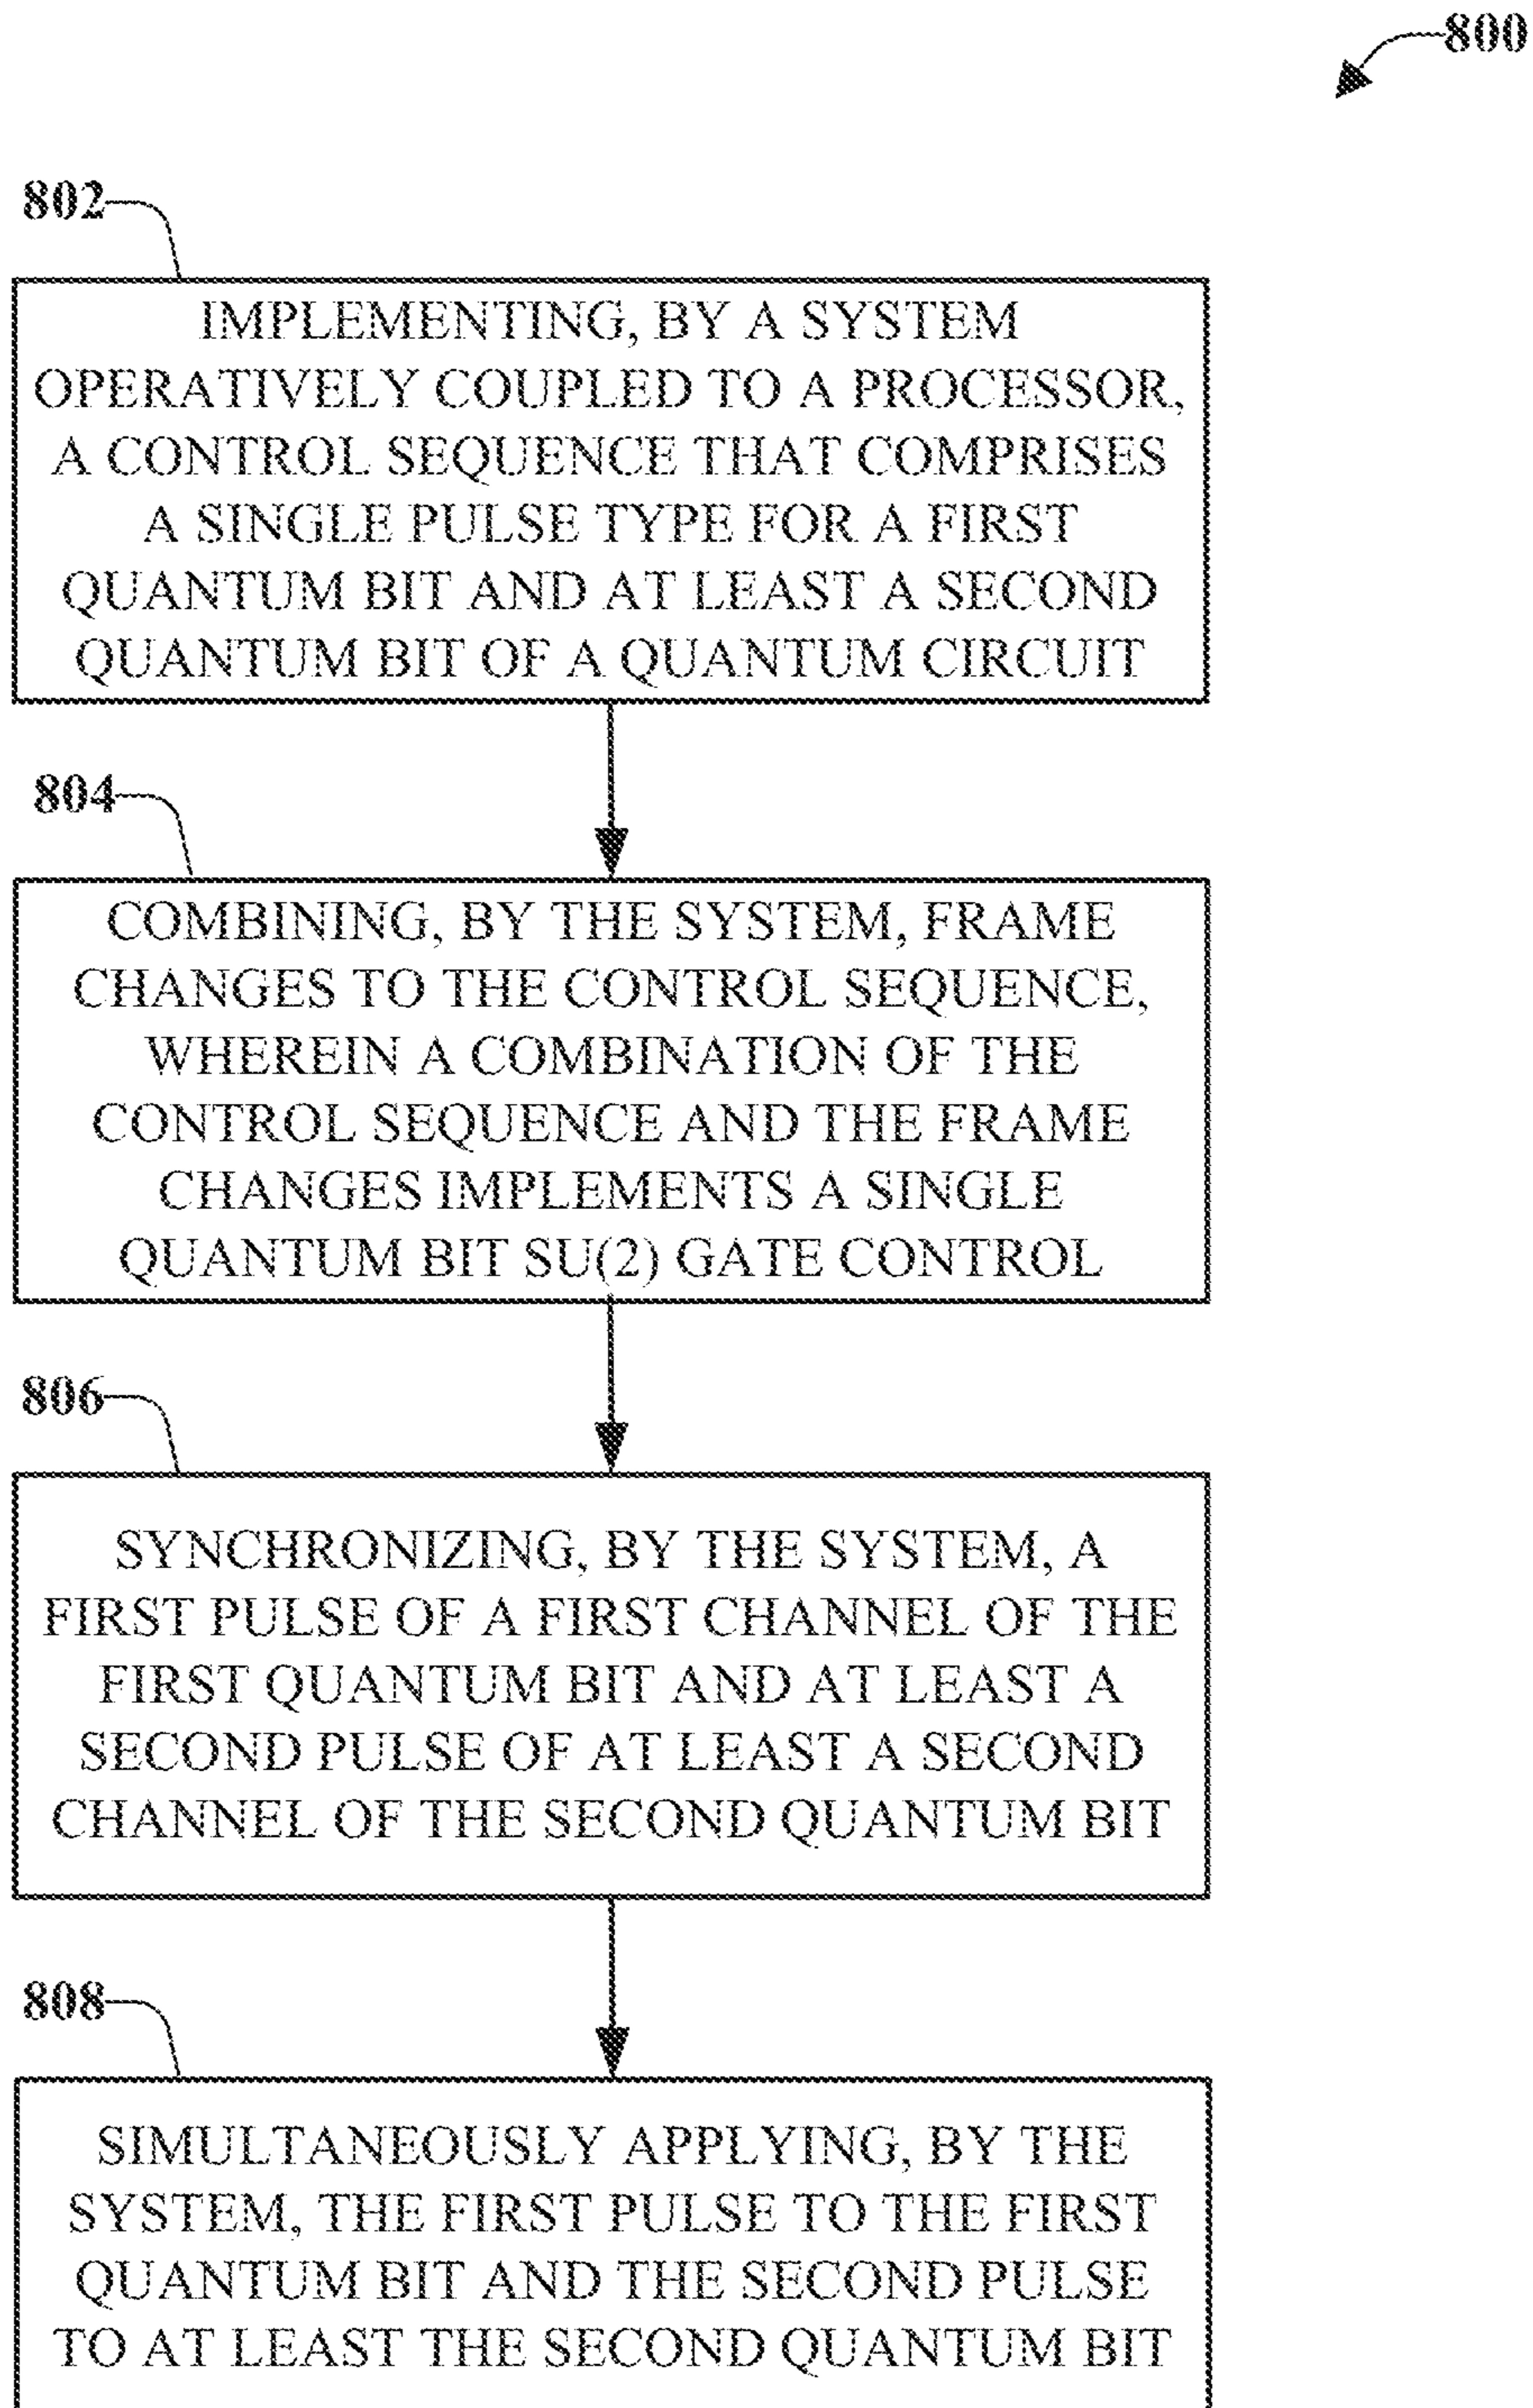 800
802
IMPLEMENTING, BY A SYSTEM
OPERATIVELY COUPLED TO A PROCESSOR,
A CONTROL SEQUENCE THAT COMPRISES
A SINGLE PULSE TYPE FOR A FIRST
QUANTUM BIT AND AT LEAST A SECOND
QUANTUM BIT OF A QUANTUM CIRCUIT
804
COMBINING, BY THE SYSTEM, FRAME
CHANGES TO THE CONTROL SEQUENCE,
WHEREIN A COMBINATION OF THE
CONTROL SEQUENCE AND THE FRAME
CHANGES IMPLEMENTS A SINGLE
QUANTUM BIT SU(2) GATE CONTROL
806
SYNCHRONIZING, BY THE SYSTEM, A
FIRST PULSE OF A FIRST CHANNEL OF THE
FIRST QUANTUM BIT AND AT LEAST A
SECOND PULSE OF AT LEAST A SECOND
CHANNEL OF THE SECOND QUANTUM BIT
808
SIMULTANEOUSLY APPLYING, BY THE
SYSTEM, THE FIRST PULSE TO THE FIRST
QUANTUM BIT AND THE SECOND PULSE
TO AT LEAST THE SECOND QUANTUM BIT